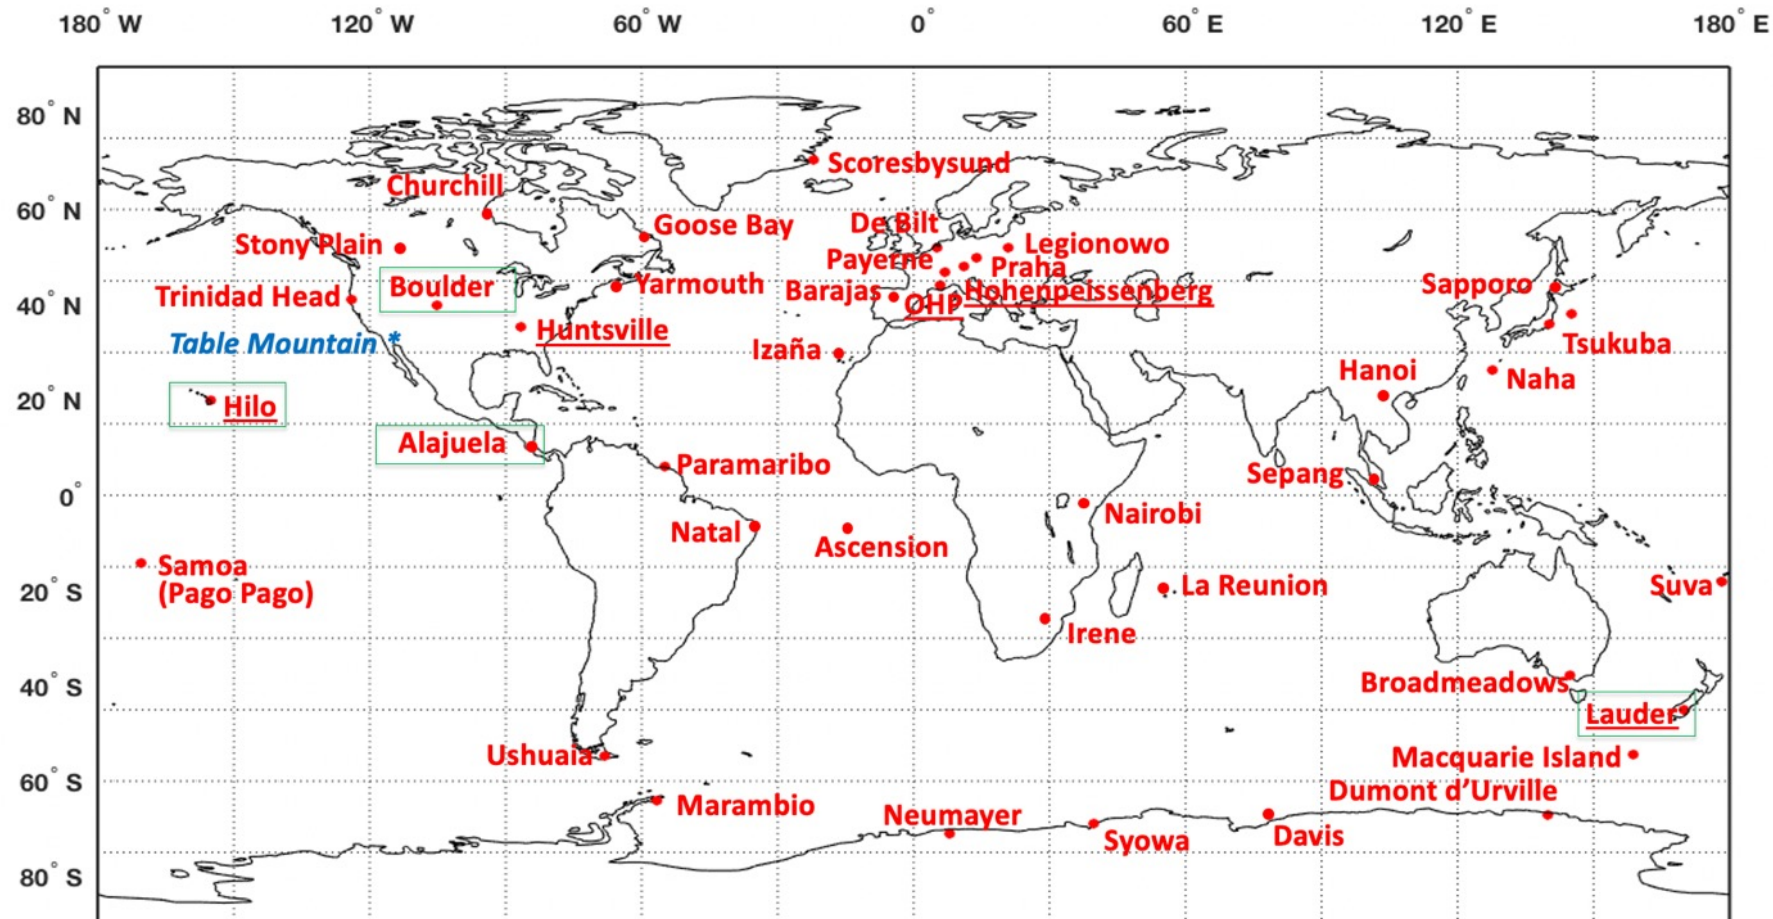 180° W 120° W 60° W 0° 60° E 120° E 180° E
80° N
Scoresbysund
Churchill
60° N
Goose Bay
De Bilt
Stony Plain
Legionowo
Payerne
Praha
Boulder
Yarmouth
Sapporo
Barajas
Hohenpeissenberg
Trinidad Head
40° N
OHP
Huntsville
Table Mountain *
Tsukuba
Izaña
Hanoi
Naha
20° N
Hilo
Alajuela
Paramaribo
Sepang
0°
Nairobi
Natal
Ascension
Samoa
(Pago Pago)
La Reunion
Suva
20° S
Irene
40° S
Broadmeadows
Lauder
Ushuaia
Macquarie Island
60° S
Dumont d'Urville
Marambio
Neumayer
Syowa
Davis
80° S